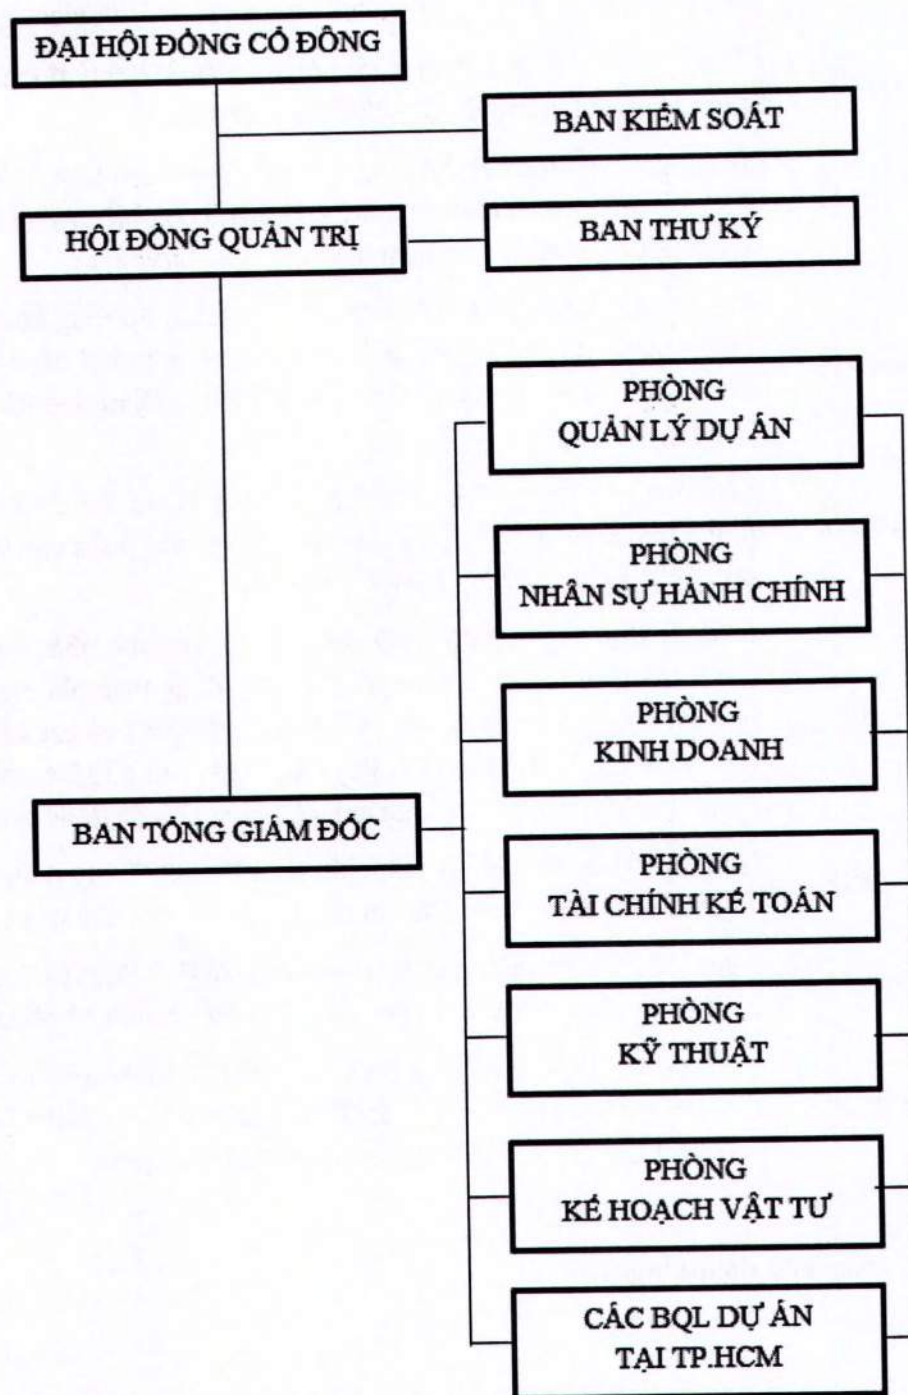 ĐẠI HỘI ĐỒNG CỔ ĐÔNG
BAN KIỂM SOÁT
HỘI ĐỒNG QUẢN TRỊ
BAN THƯ KÝ
PHÒNG
QUẢN LÝ DỰ ÁN
PHÒNG
NHÂN SỰ HÀNH CHÍNH
PHÒNG
KINH DOANH
BAN TỔNG GIÁM ĐỐC
PHÒNG
TÀI CHÍNH KẾ TOÁN
PHÒNG
KỸ THUẬT
PHÒNG
KẾ HOẠCH VẬT TƯ
CÁC BQL DỰ ÁN
TẠI TP.HCM